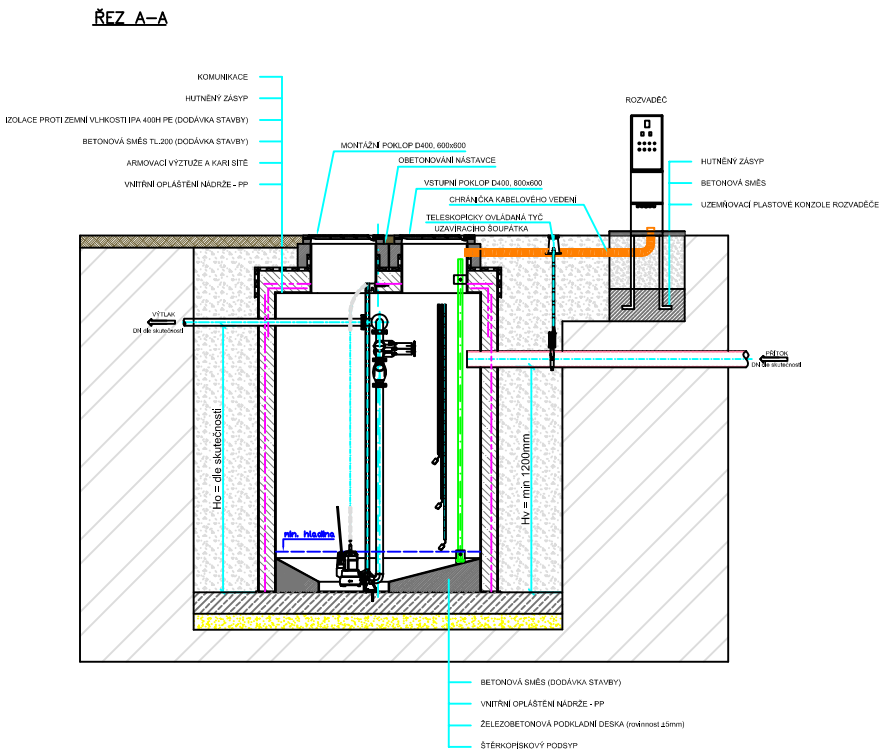 ŘEZ A-A
KOMUNIKACE
HUTNĚNÝ ZÁSYP
IZOLACE PROTI ZEMNÍ VLHKOSTI IPA 400H PE (DODÁVKA STAVBY)
BETONOVÁ SMĚS TL.200 (DODÁVKA STAVBY)
ARMOVACÍ VÝZTUŽE A KARI SÍTĚ
VNITŘNÍ OPLÁŠTĚNÍ NÁDRŽE - PP
MONTÁŽNÍ POKLOP D400, 600x600
OBETONOVÁNÍ NÁSTAVCE
VSTUPNÍ POKLOP D400, 600x600
CHRÁNIČKA KABELOVÉHO VEDENÍ
TELESKOPICKY OVLÁDANÁ TYČ
UZAVÍRACÍHO ŠOUPÁTKA
ROZVADĚČ
HUTNĚNÝ ZÁSYP
BETONOVÁ SMĚS
UZEMŇOVACÍ PLASTOVÉ KONZOLE ROZVADĚČE
VÝTLAK
DN dle skutečnosti
PŘÍTOK
DN dle skutečnosti
Ho = dle skutečnosti
Hv = min 1200mm
min. hladina
BETONOVÁ SMĚS (DODÁVKA STAVBY)
VNITŘNÍ OPLÁŠTĚNÍ NÁDRŽE - PP
ŽELEZOBETONOVÁ PODKLADNÍ DESKA (rovinnost ±5mm)
ŠTĚRKOPÍSKOVÝ PODSYP